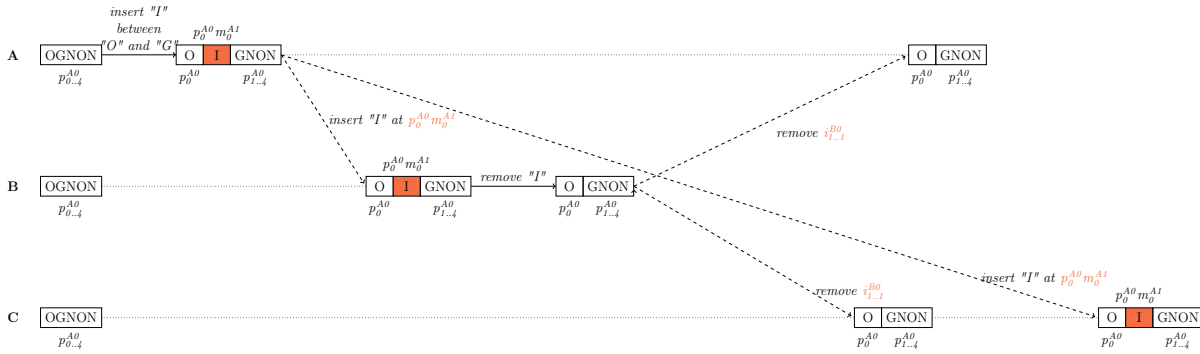 insert "I"
between
"O" and "G"
A
OGNON
p_{0..4}^{A0}
p_0^{A0}m_0^{A1}
O I GNON
p_0^{A0} p_{1..4}^{A0}
O GNON
p_0^{A0} p_{1..4}^{A0}
insert "I" at p_0^{A0}m_0^{A1}
remove i_{1..1}^{B0}
B
OGNON
p_{0..4}^{A0}
p_0^{A0}m_0^{A1}
O I GNON
p_0^{A0} p_{1..4}^{A0}
remove "I"
O GNON
p_0^{A0} p_{1..4}^{A0}
insert "I" at p_0^{A0}m_0^{A1}
remove i_{1..1}^{B0}
C
OGNON
p_{0..4}^{A0}
O GNON
p_0^{A0} p_{1..4}^{A0}
p_0^{A0}m_0^{A1}
O I GNON
p_0^{A0} p_{1..4}^{A0}